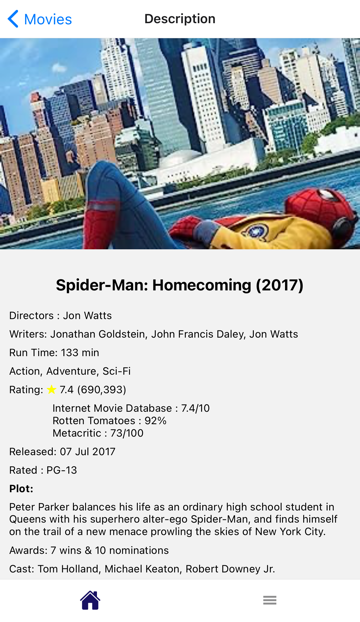 Movies
Description
Spider-Man: Homecoming (2017)
Directors : Jon Watts
Writers: Jonathan Goldstein, John Francis Daley, Jon Watts
Run Time: 133 min
Action, Adventure, Sci-Fi
Rating: ⭐ 7.4 (690,393)
Internet Movie Database : 7.4/10
Rotten Tomatoes : 92%
Metacritic : 73/100
Released: 07 Jul 2017
Rated : PG-13
Plot:
Peter Parker balances his life as an ordinary high school student in
Queens with his superhero alter-ego Spider-Man, and finds himself
on the trail of a new menace prowling the skies of New York City.
Awards: 7 wins & 10 nominations
Cast: Tom Holland, Michael Keaton, Robert Downey Jr.